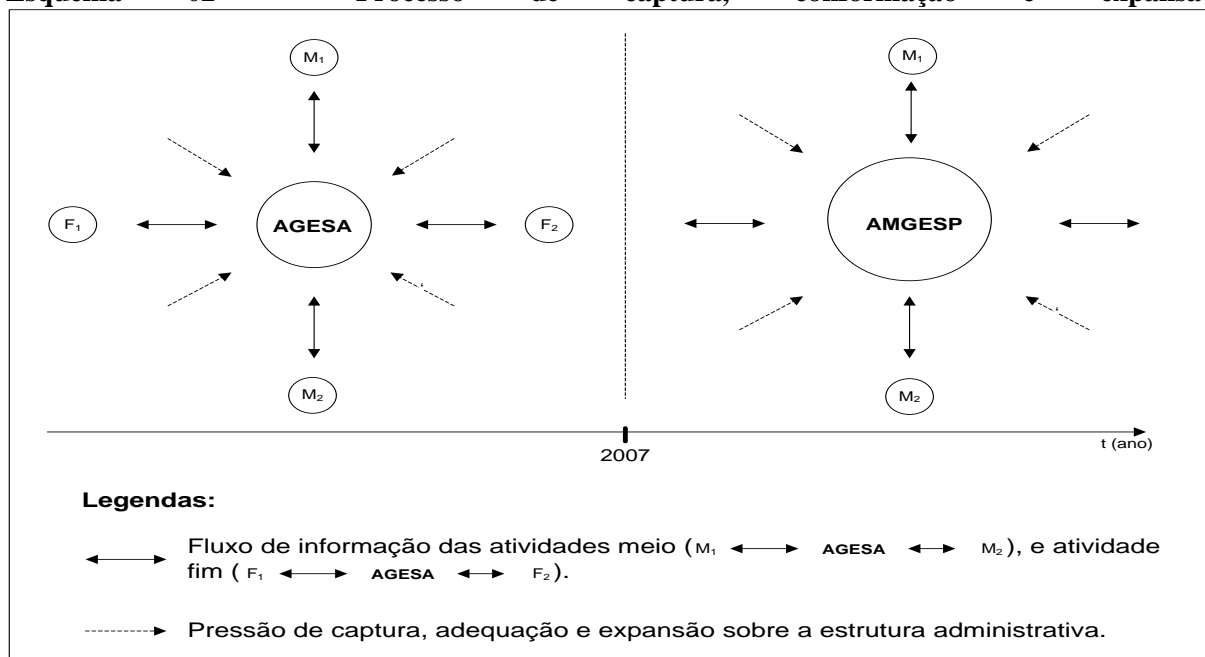 Esquema 02 Processo de captura, conformação e
M₁
M₁
F₁
AGESA
F₂
AMGESP
M₂
M₂
2007
t (ano)
Legendas:
Fluxo de informação das atividades meio ( M₁ AGESA M₂ ), e atividade
fim ( F₁ AGESA F₂ ).
Pressão de captura, adequação e expansão sobre a estrutura administrativa.